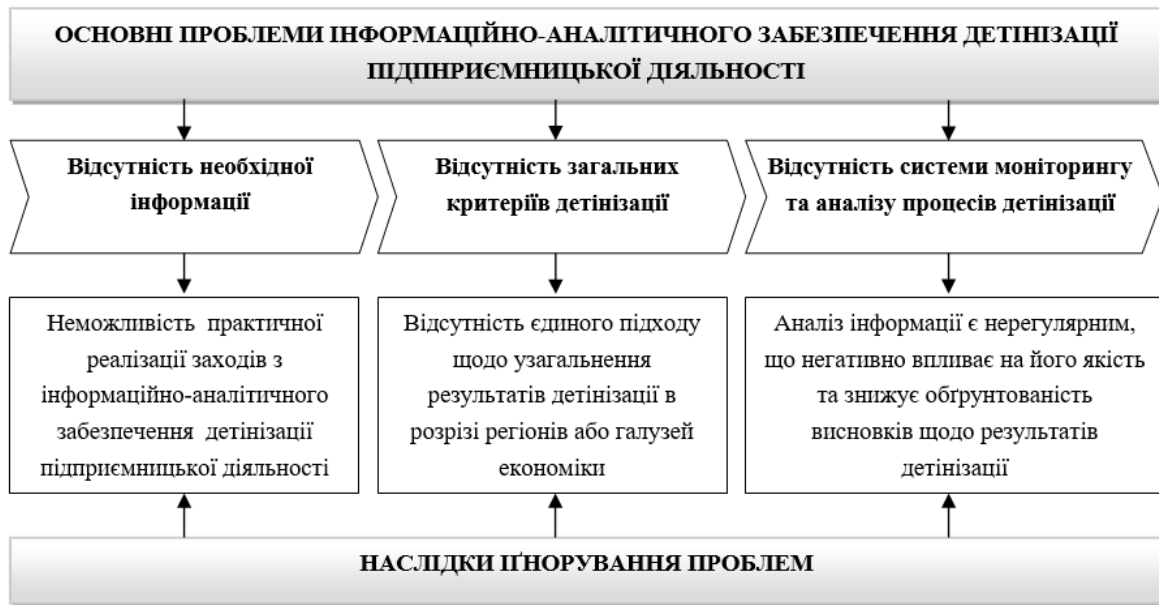 ОСНОВНІ ПРОБЛЕМИ ІНФОРМАЦІЙНО-АНАЛІТИЧНОГО ЗАБЕЗПЕЧЕННЯ ДЕТІНІЗАЦІЇ
ПІДПНРИЄМНИЦЬКОЇ ДІЯЛЬНОСТІ
Відсутність необхідної
інформації
Відсутність загальних
критеріїв детінізації
Відсутність системи моніторингу
та аналізу процесів детінізації
Неможливість практичної
реалізації заходів з
інформаційно-аналітичного
забезпечення детінізації
підприємницької діяльності
Відсутність єдиного підходу
щодо узагальнення
результатів детінізації в
розрізі регіонів або галузей
економіки
Аналіз інформації є нерегулярним,
що негативно впливає на його якість
та знижує обґрунтованість
висновків щодо результатів
детінізації
НАСЛІДКИ ІҐНОРУВАННЯ ПРОБЛЕМ